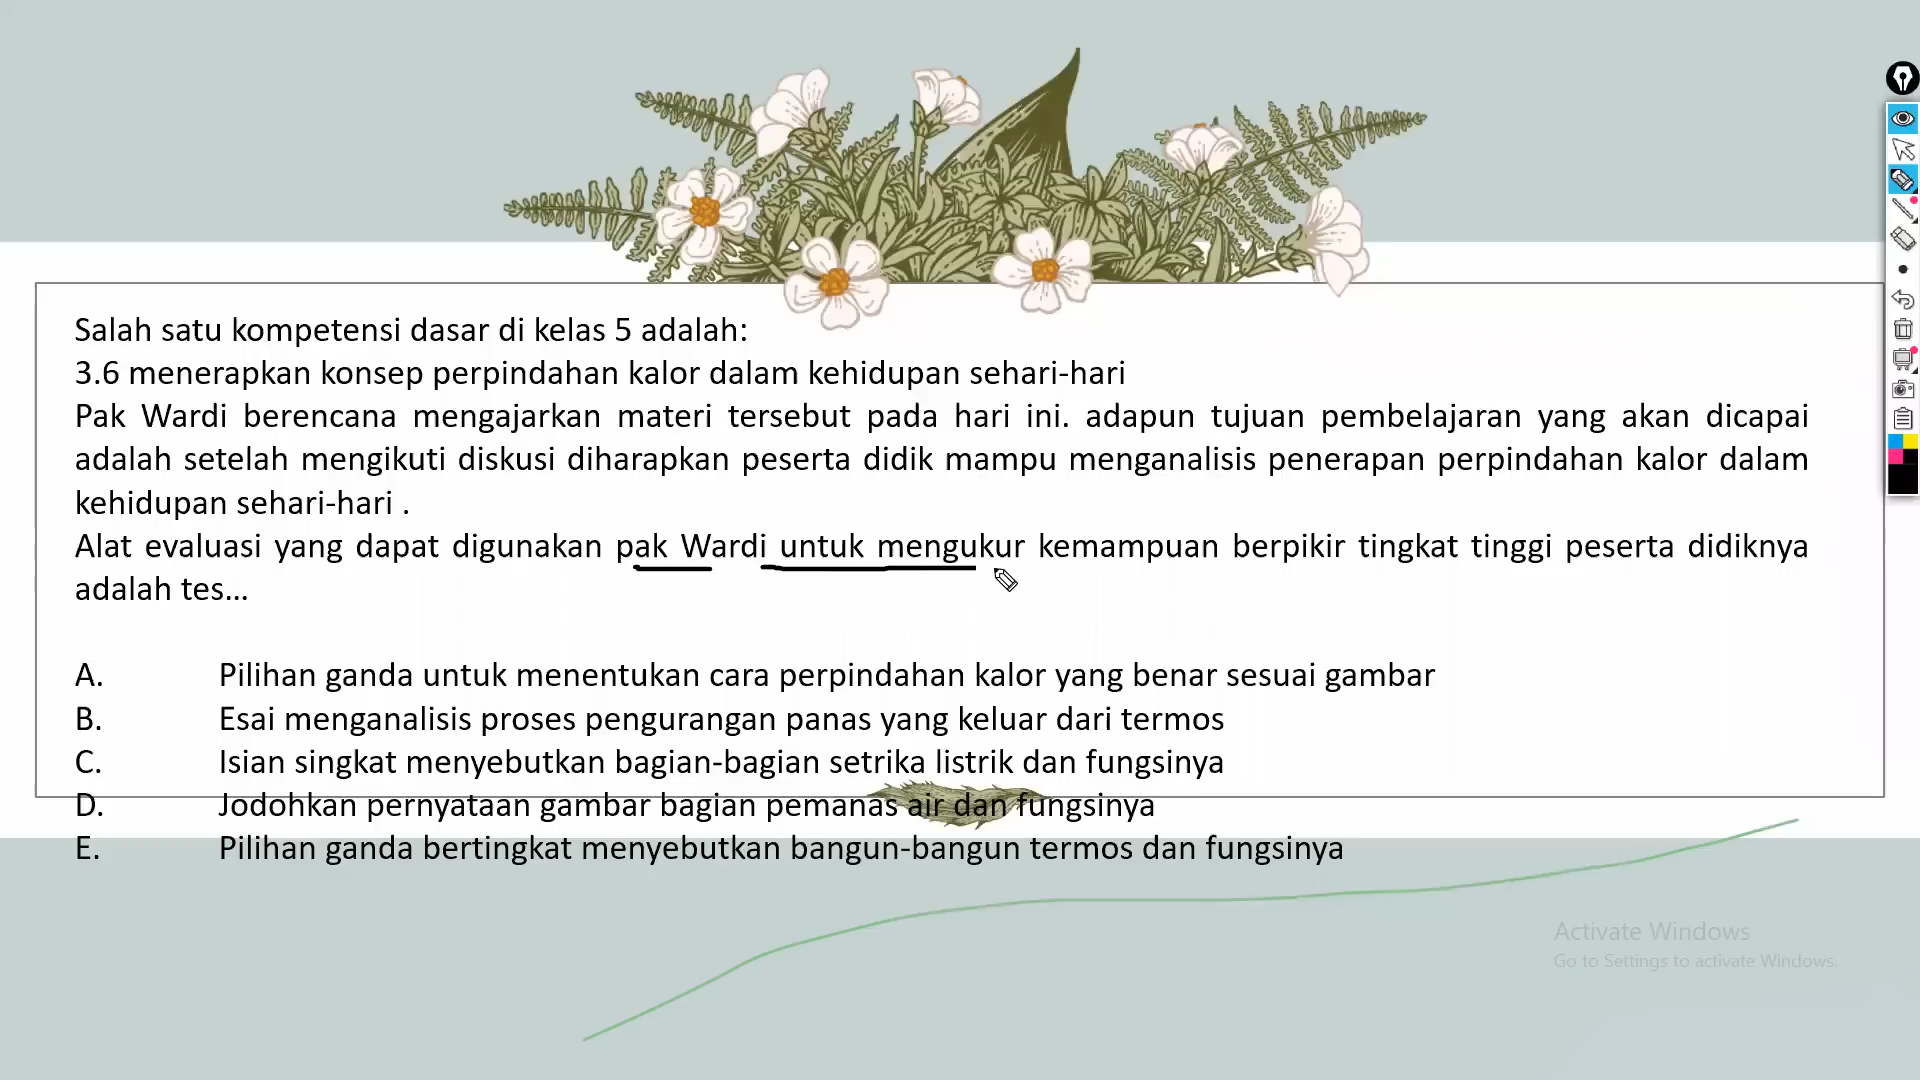 Salah satu kompetensi dasar di kelas 5 adalah:
3.6 menerapkan konsep perpindahan kalor dalam kehidupan sehari-hari
Pak Wardi berencana mengajarkan materi tersebut pada hari ini. adapun tujuan pembelajaran yang akan dicapai
adalah setelah mengikuti diskusi diharapkan peserta didik mampu menganalisis penerapan perpindahan kalor dalam
kehidupan sehari-hari .
Alat evaluasi yang dapat digunakan pak Wardi untuk mengukur kemampuan berpikir tingkat tinggi peserta didiknya
adalah tes...
A. Pilihan ganda untuk menentukan cara perpindahan kalor yang benar sesuai gambar
B. Esai menganalisis proses pengurangan panas yang keluar dari termos
C. Isian singkat menyebutkan bagian-bagian setrika listrik dan fungsinya
D. Jodohkan pernyataan gambar bagian pemanas air dan fungsinya
E. Pilihan ganda bertingkat menyebutkan bangun-bangun termos dan fungsinya
Activate Windows
Go to Settings to activate Windows.